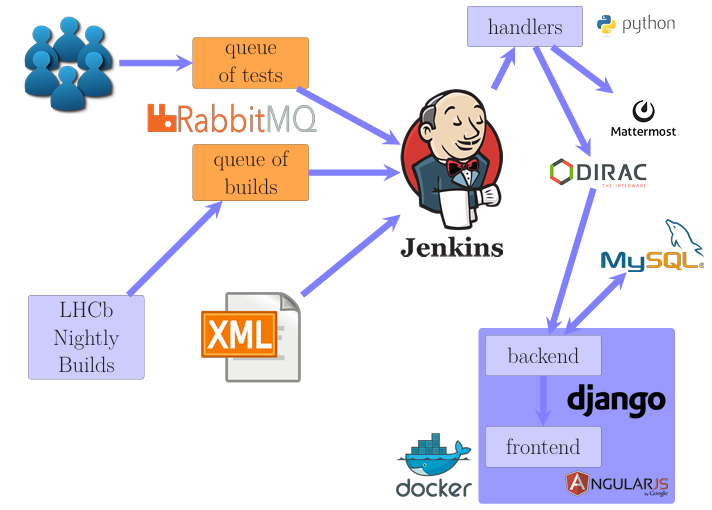 handlers
python
queue
of tests
RabbitMQ
Mattermost
queue of
builds
DIRAC
THE INTERWARE
Jenkins
MySQL®
LHCb
Nightly
Builds
XML
backend
django
frontend
docker
ANGULARJS
by Google